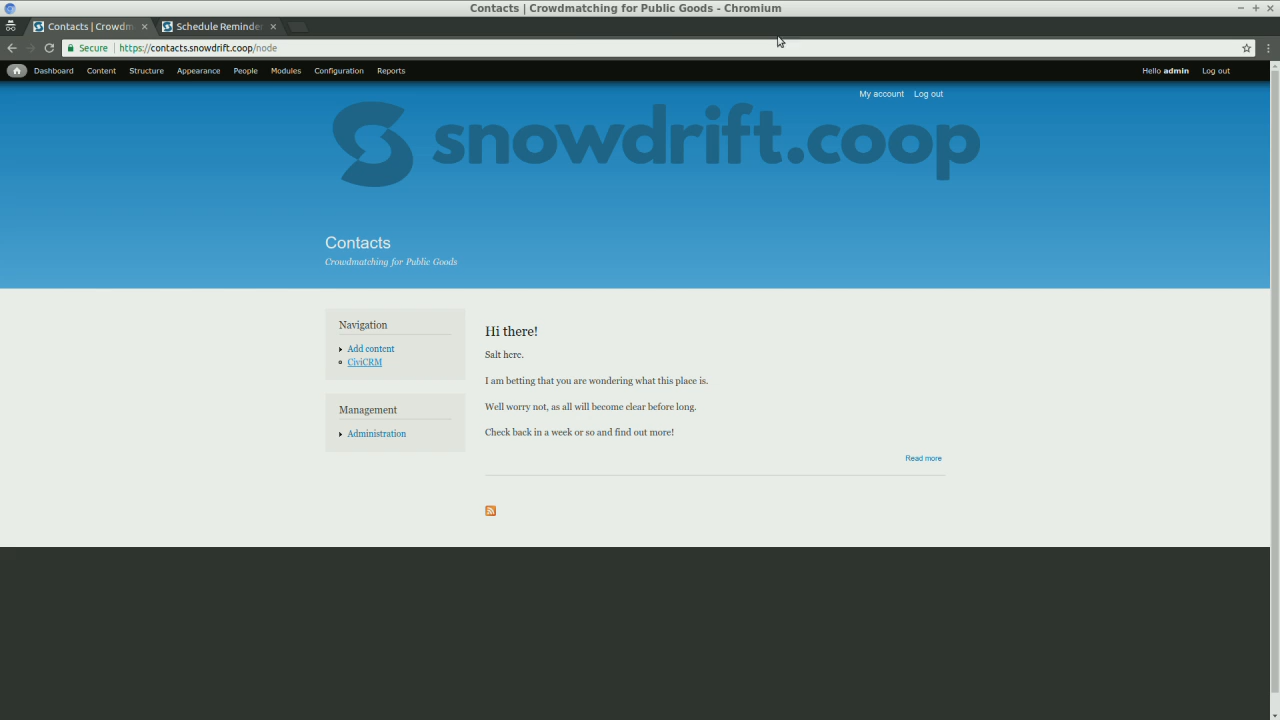 Contacts | Crowdmatching for Public Goods - Chromium
Contacts | Crowdm
Schedule Reminder
Secure
https://contacts.snowdrift.coop/node
Dashboard Content Structure Appearance People Modules Configuration Reports
Hello admin Log out
My account Log out
snowdrift.coop
Contacts
Crowdmatching for Public Goods
Navigation
Add content
CiviCRM
Management
Administration
Hi there!
Salt here.
I am betting that you are wondering what this place is.
Well worry not, as all will become clear before long.
Check back in a week or so and find out more!
Read more